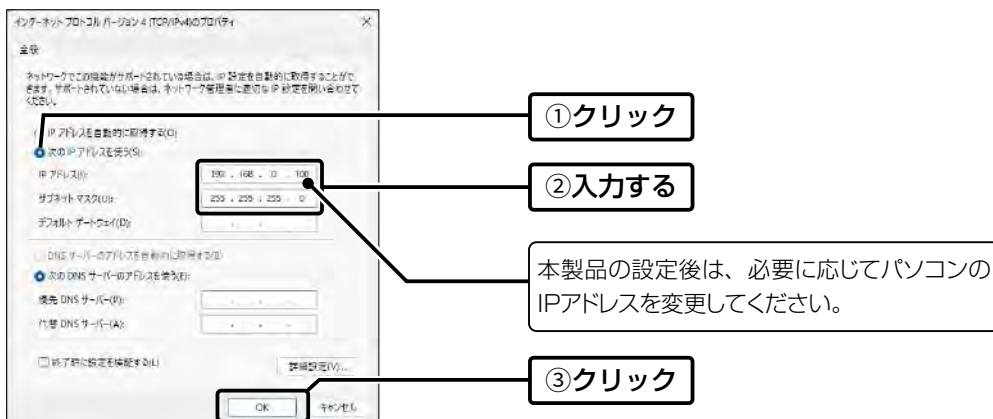 インターネット プロトコル バージョン 4 (TCP/IPv4)のプロパティ
全般
ネットワークでこの機能がサポートされている場合は、IP 設定を自動的に取得することがで
きます。サポートされていない場合は、ネットワーク管理者に適切な IP 設定を問い合わせて
ください。
IP アドレスを自動的に取得する(O)
次の IP アドレスを使う(S):
IP アドレス(I):
192 . 168 . 0 . 100
サブネット マスク(U):
255 . 255 . 255 . 0
デフォルト ゲートウェイ(D):
DNS サーバーのアドレスを自動的に取得する(B)
次の DNS サーバーのアドレスを使う(E):
優先 DNS サーバー(P):
代替 DNS サーバー(A):
終了時に設定を検証する(L)
詳細設定(V)...
OK
キャンセル
①クリック
②入力する
本製品の設定後は、必要に応じてパソコンの
IPアドレスを変更してください。
③クリック